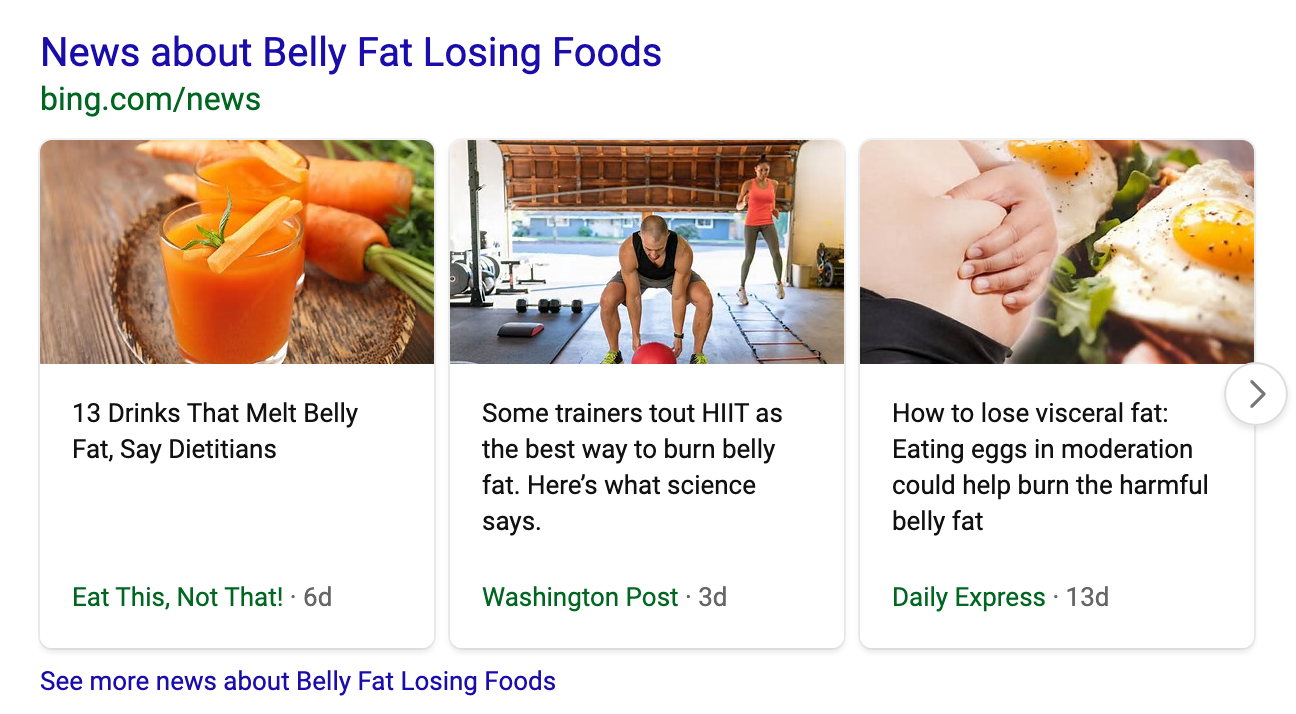 News about Belly Fat Losing Foods
bing.com/news
13 Drinks That Melt Belly
Fat, Say Dietitians
Eat This, Not That! · 6d
Some trainers tout HIIT as
the best way to burn belly
fat. Here’s what science
says.
Washington Post · 3d
How to lose visceral fat:
Eating eggs in moderation
could help burn the harmful
belly fat
Daily Express · 13d
See more news about Belly Fat Losing Foods